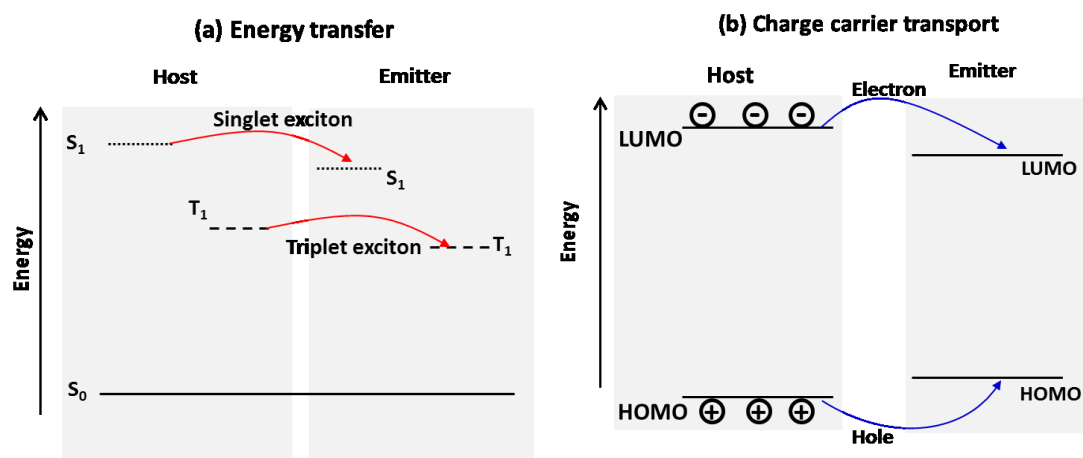 (a) Energy transfer
Host
Emitter
Energy
S1
Singlet exciton
S1
T1
Triplet exciton
T1
S0
(b) Charge carrier transport
Host
Emitter
Electron
Energy
- - -
LUMO
LUMO
HOMO
+ + +
HOMO
Hole